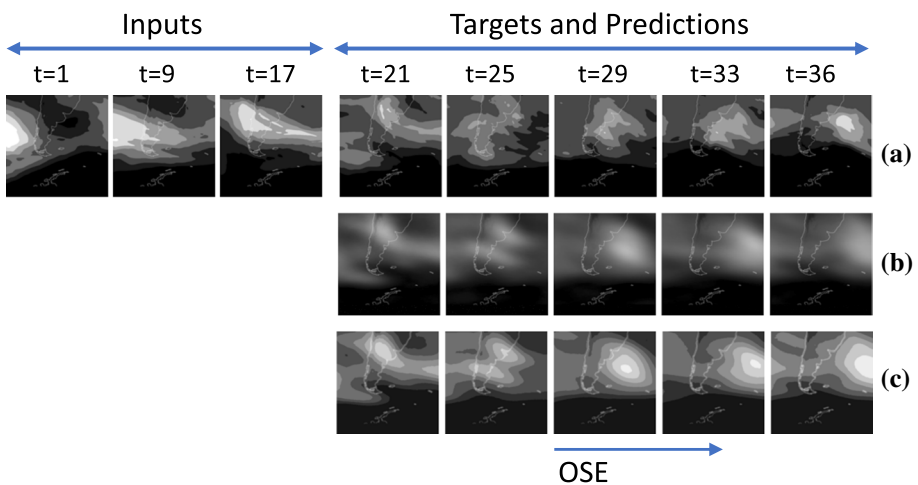 Inputs Targets and Predictions
t=1 t=9 t=17 t=21 t=25 t=29 t=33 t=36
(a)
(b)
(c)
OSE